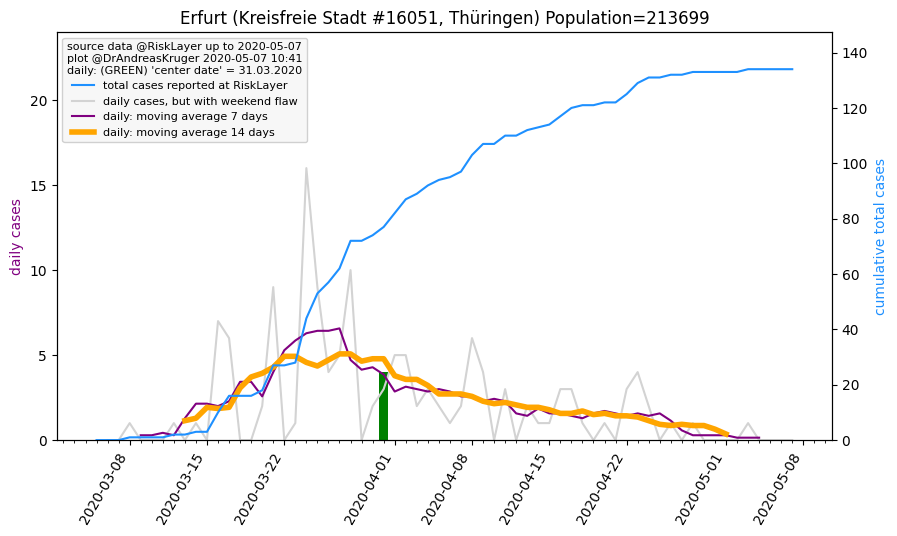 Erfurt (Kreisfreie Stadt #16051, Thüringen) Population=213699
source data @RiskLayer up to 2020-05-07
plot @DrAndreasKruger 2020-05-07 10:41
daily: (GREEN) 'center date' = 31.03.2020
total cases reported at RiskLayer
daily cases, but with weekend flaw
daily: moving average 7 days
daily: moving average 14 days
daily cases
20
15
10
5
0
140
120
100
80
60
40
20
0
cumulative total cases
2020-03-08
2020-03-15
2020-03-22
2020-04-01
2020-04-08
2020-04-15
2020-04-22
2020-05-01
2020-05-08